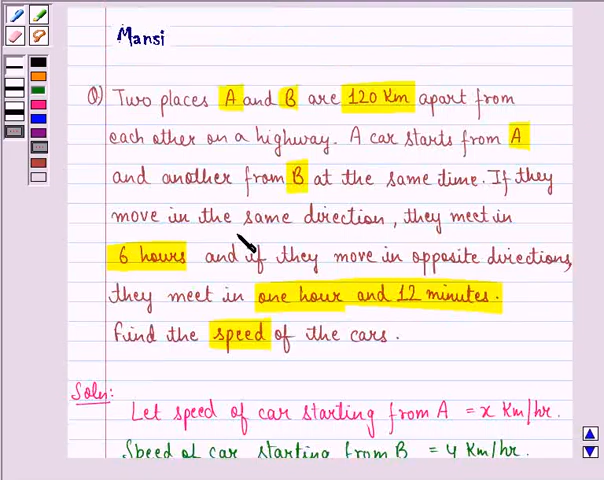 Mansi
Q) Two places A and B are 120 Km apart from
each other on a highway. A car starts from A
and another from B at the same time. If they
move in the same direction, they meet in
6 hours and if they move in opposite directions,
they meet in one hour and 12 minutes.
Find the speed of the cars.
Soln:
Let speed of car starting from A = x Km/hr.
Speed of car starting from B = y Km/hr.